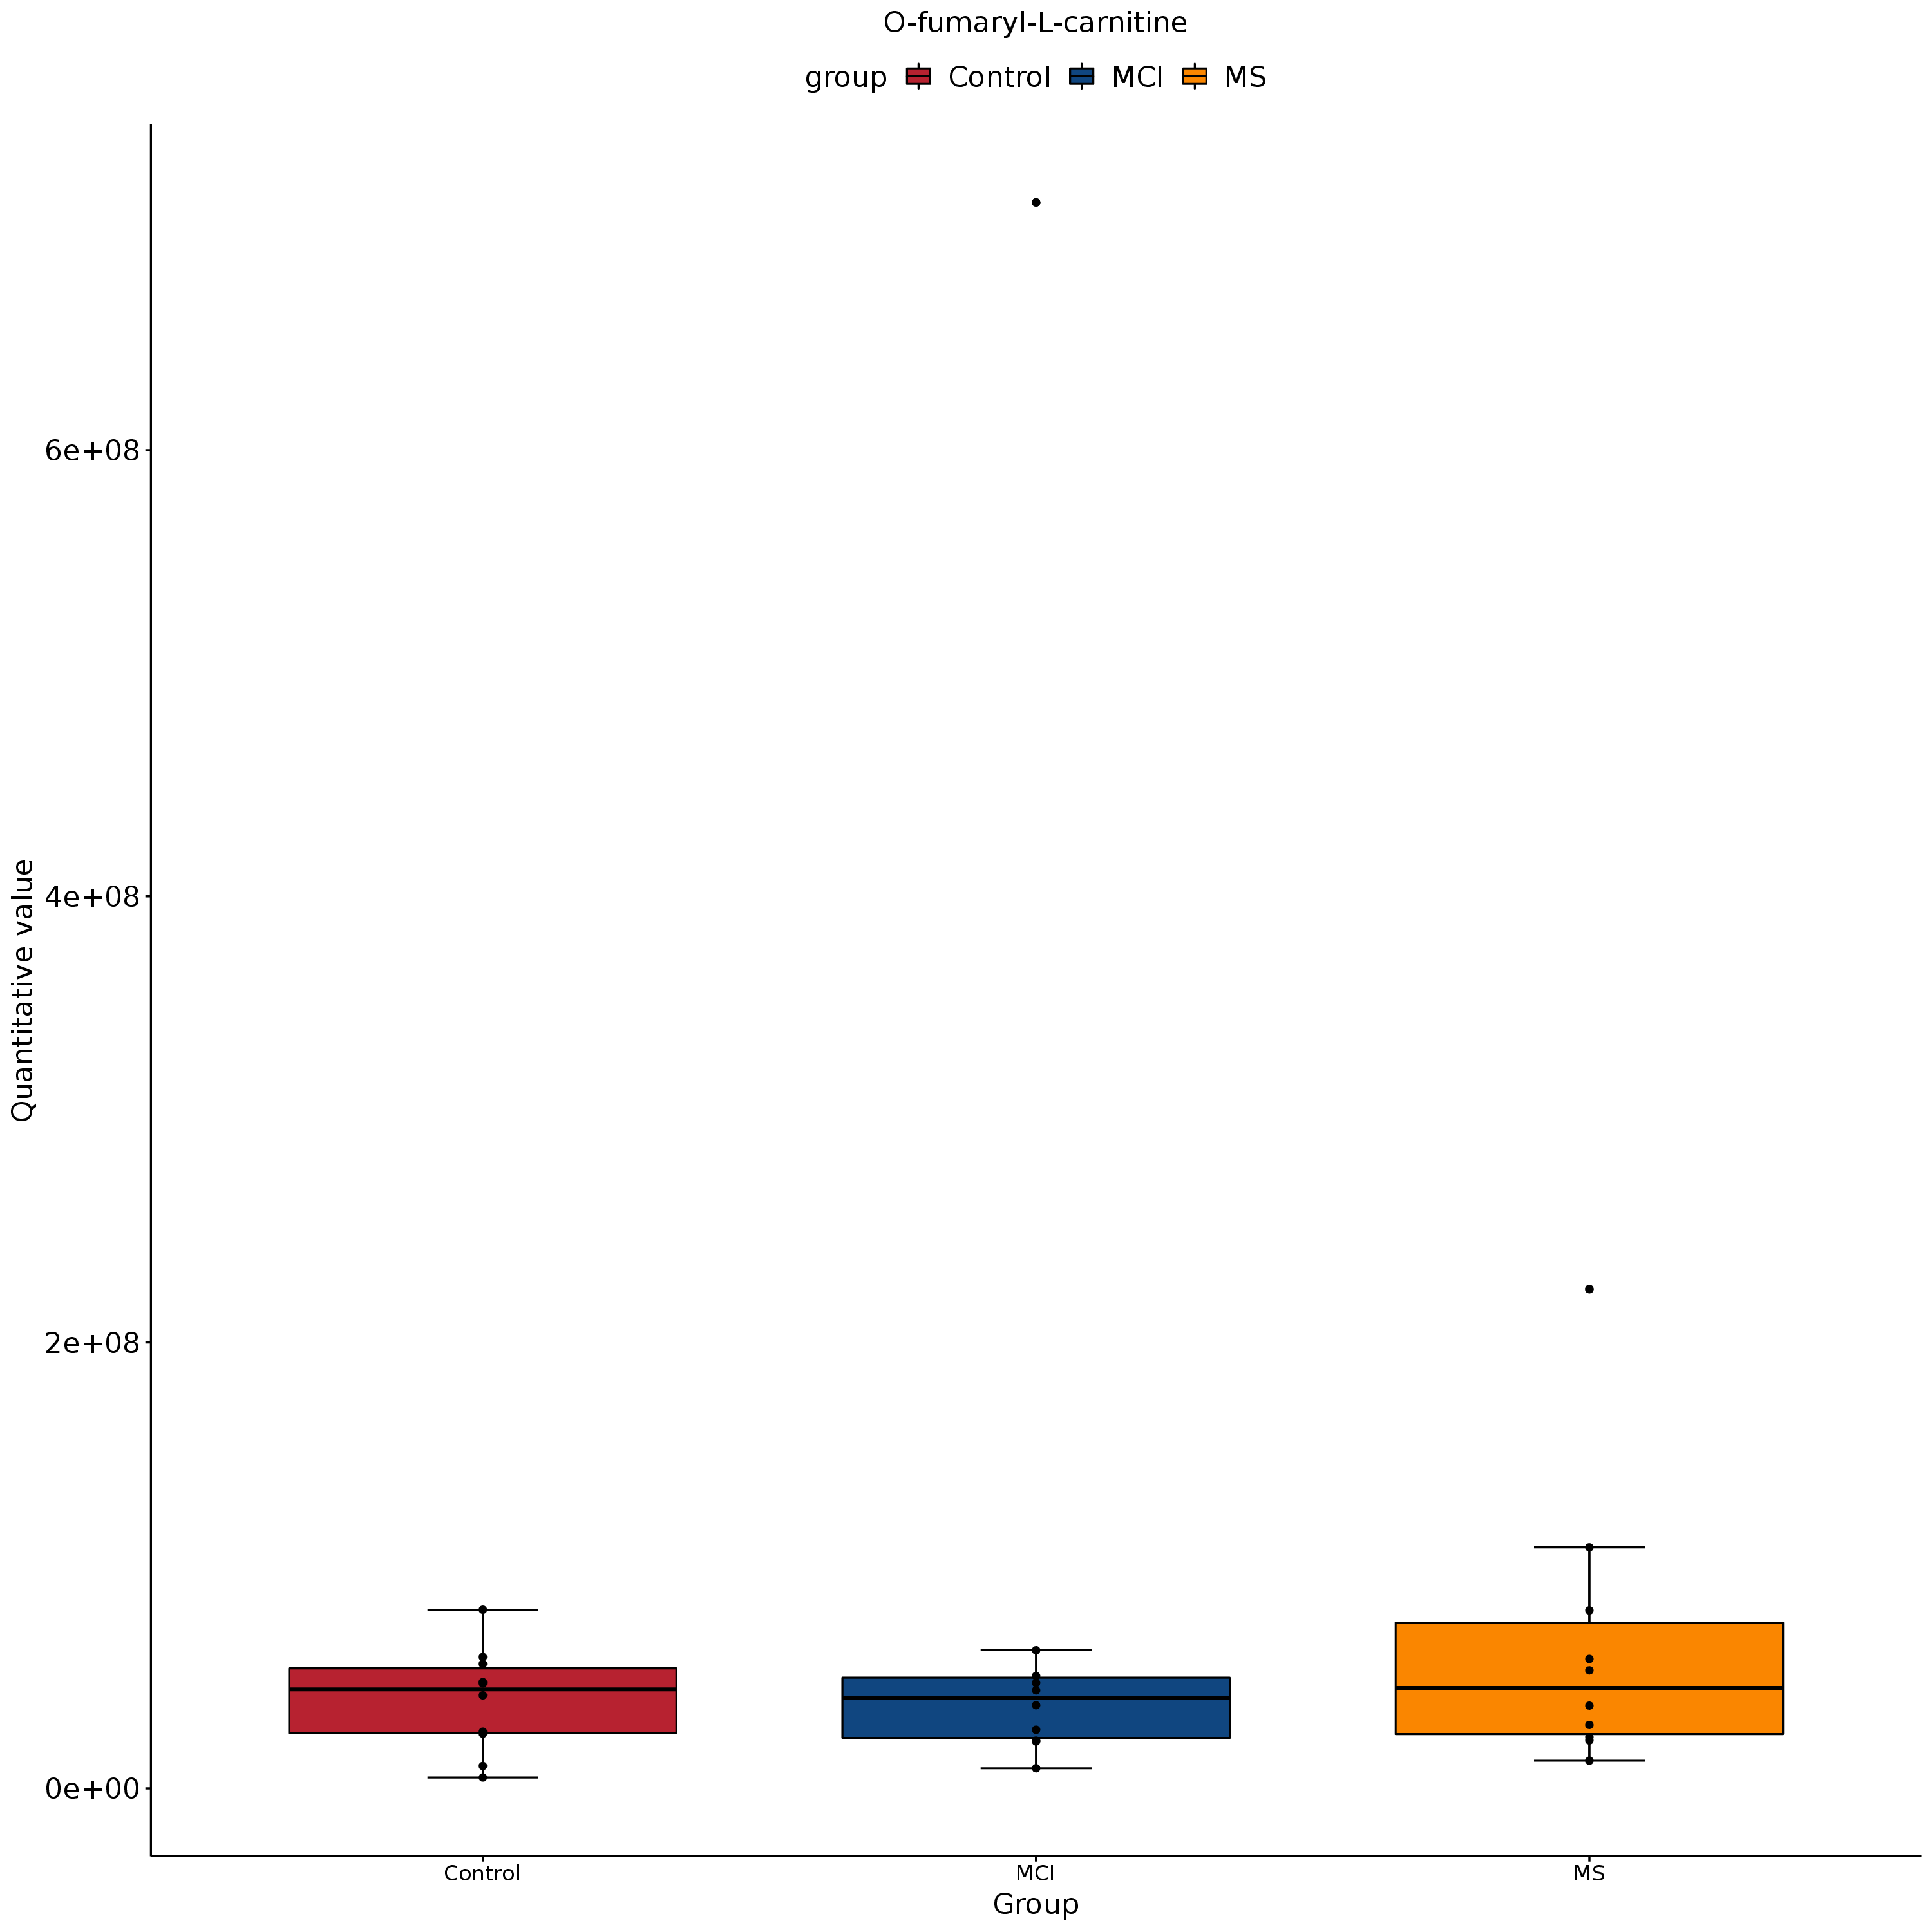 O-fumaryl-L-carnitine
group Control MCI MS
6e+08
4e+08
2e+08
0e+00
Quantitative value
Control MCI MS
Group